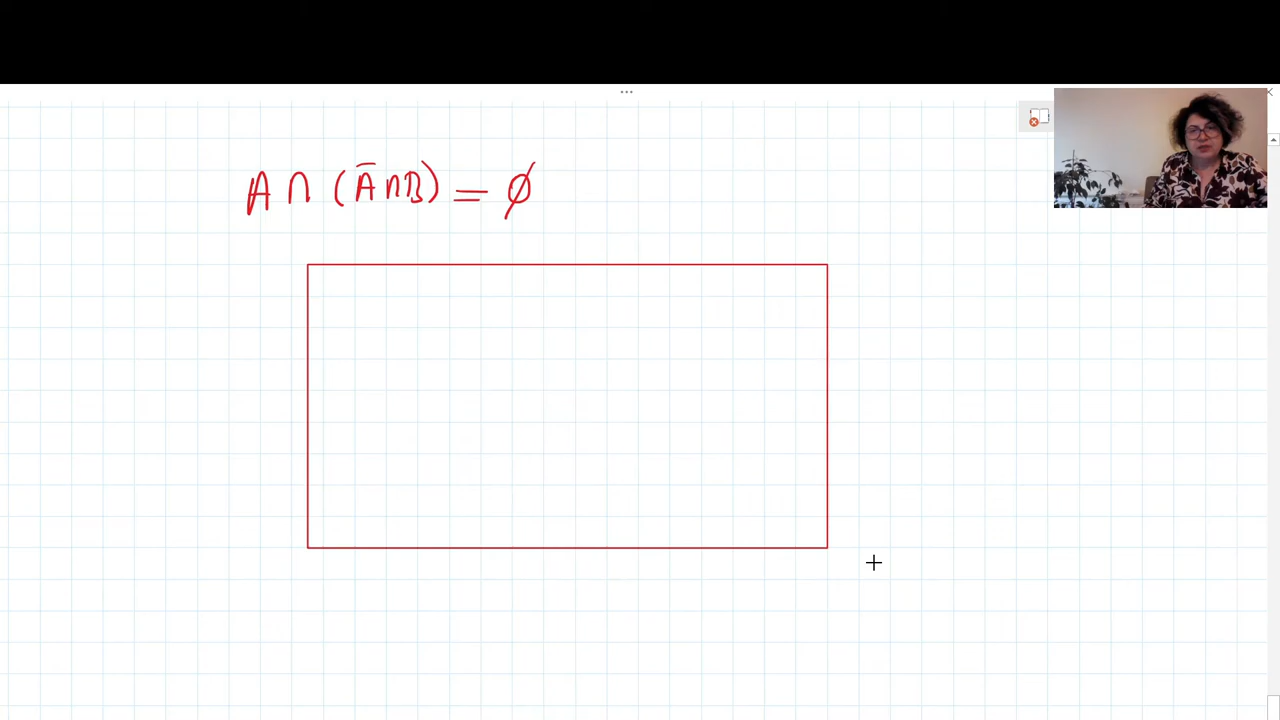 A ∩ (Ā ∩ B) = ∅